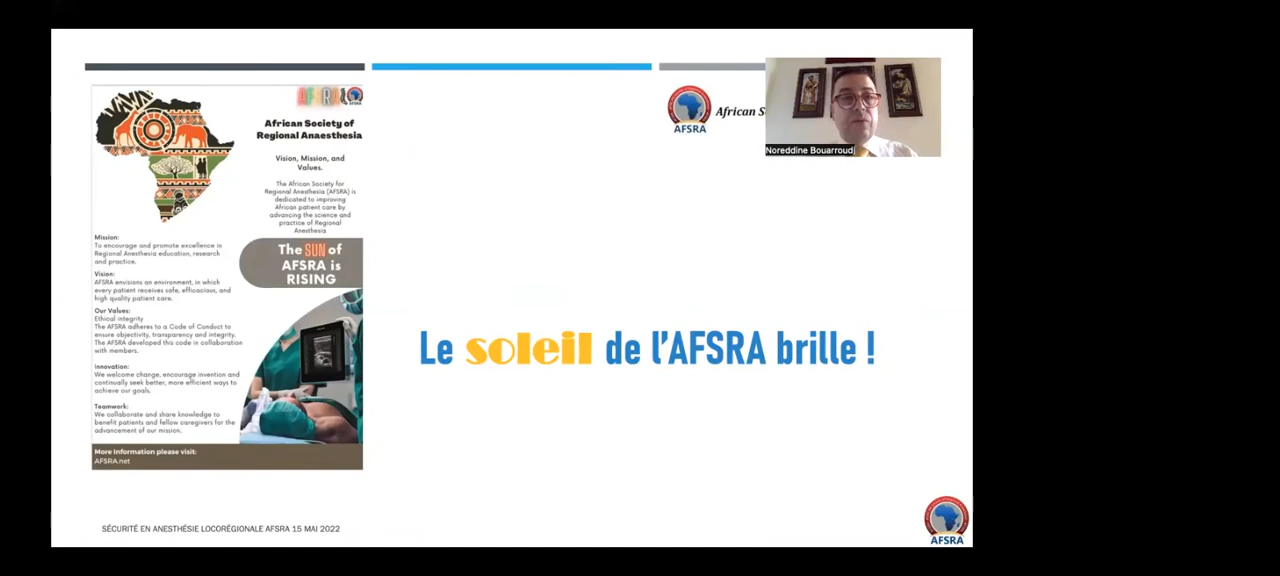 AFSRA
African Society of
Regional Anaesthesia
Vision, Mission, and
Values.
The African Society for
Regional Anesthesia (AFSRA) is
dedicated to improving
African patient care by
advancing the science and
practice of Regional
Anesthesia
Mission:
To encourage and promote excellence in
Regional Anesthesia education, research
and practice.
Vision:
AFSRA envisions an environment, in which
every patient receives safe, efficacious, and
high quality patient care.
Our Values:
Ethical integrity
The AFSRA adheres to a Code of Conduct to
ensure objectivity, transparency and integrity.
The AFSRA developed this code in collaboration
with members.
Innovation:
We welcome change, encourage invention and
continually seek better, more efficient ways to
achieve our goals.
Teamwork:
We collaborate and share knowledge to
benefit patients and fellow caregivers for the
advancement of our mission.
The SUN of
AFSRA is
RISING
More Information please visit:
AFSRA.net
AFSRA
African S
Noreddine Bouarroudj
Le soleil de l'AFSRA brille !
SÉCURITÉ EN ANESTHÉSIE LOCORÉGIONALE AFSRA 15 MAI 2022
AFSRA